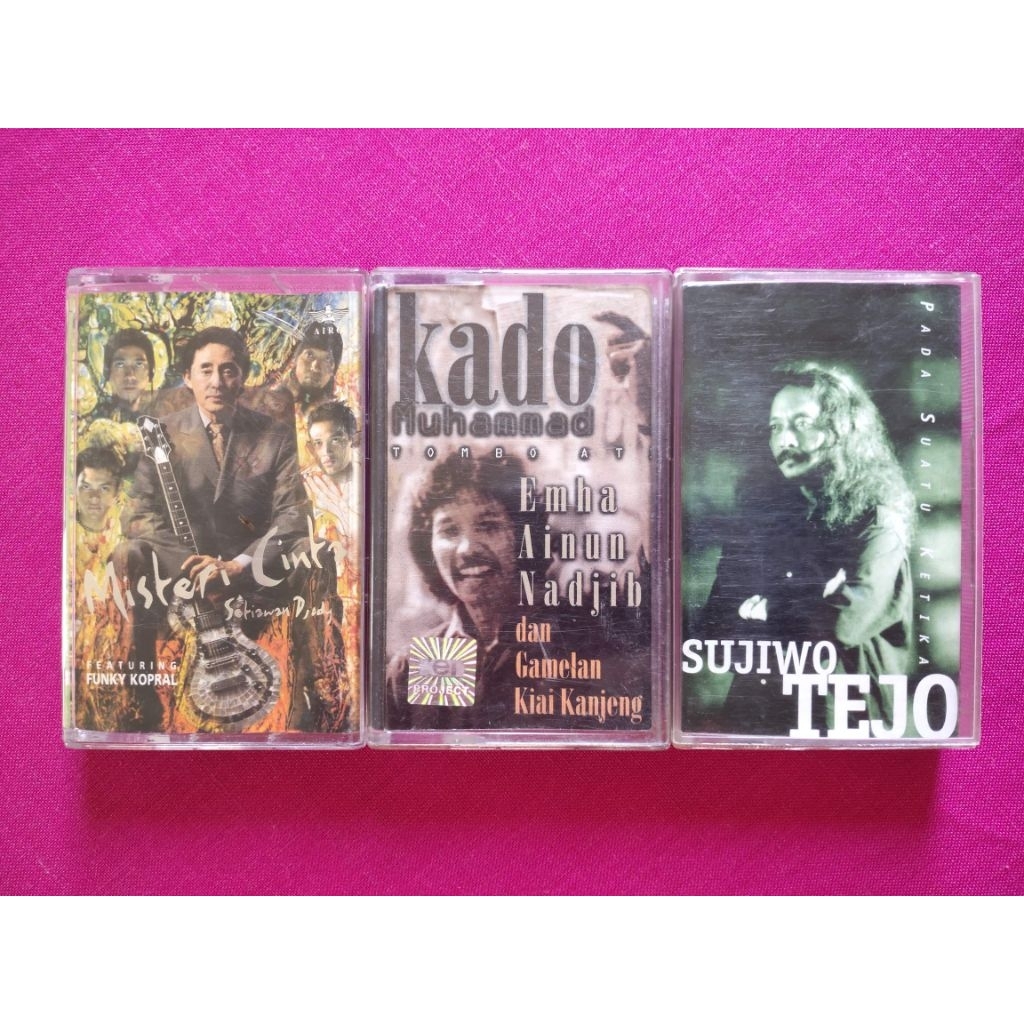 AIRO
Misteri Cinta
Setiawan Djody
FEATURING
FUNKY KOPRAL
kado
Muhammad
TOMBO ATI
Emha
Ainun
Nadjib
dan
Gamelan
Kiai Kanjeng
PROJECT
PADA SUATU KETIKA
SUJIWO
TEJO